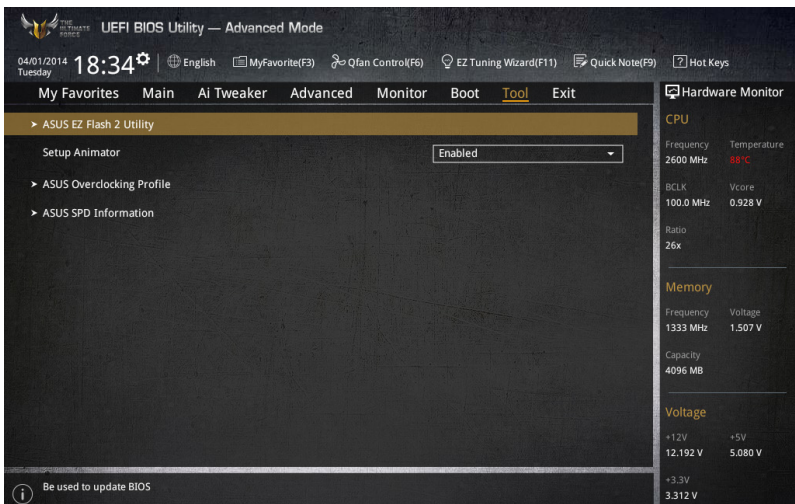 THE
ULTIMATE
FORCE
UEFI BIOS Utility — Advanced Mode
04/01/2014
Tuesday
18:34
English
MyFavorite(F3)
Qfan Control(F6)
EZ Tuning Wizard(F11)
Quick Note(F9)
? Hot Keys
My Favorites Main Ai Tweaker Advanced Monitor Boot Tool Exit
> ASUS EZ Flash 2 Utility
Setup Animator Enabled
> ASUS Overclocking Profile
> ASUS SPD Information
i Be used to update BIOS
Hardware Monitor
CPU
Frequency Temperature
2600 MHz 88°C
BCLK Vcore
100.0 MHz 0.928 V
Ratio
26x
Memory
Frequency Voltage
1333 MHz 1.507 V
Capacity
4096 MB
Voltage
+12V +5V
12.192 V 5.080 V
+3.3V
3.312 V